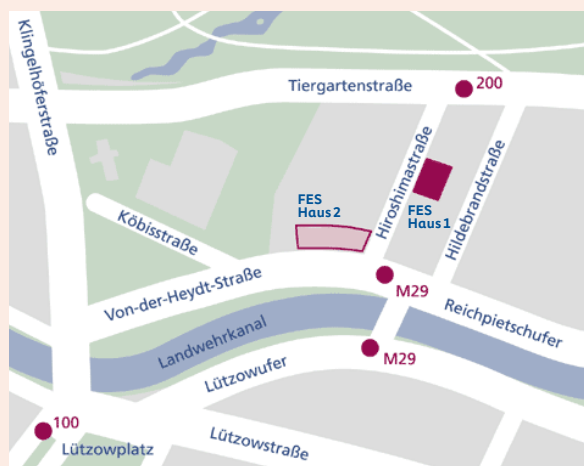 Klingelhöferstraße
Tiergartenstraße
200
Hiroshimastraße
Hildebrandstraße
FES
Haus 2
FES
Haus 1
Köbisstraße
Von-der-Heydt-Straße
M29
Reichpietschufer
Landwehrkanal
Lützowufer
M29
100
Lützowplatz
Lützowstraße